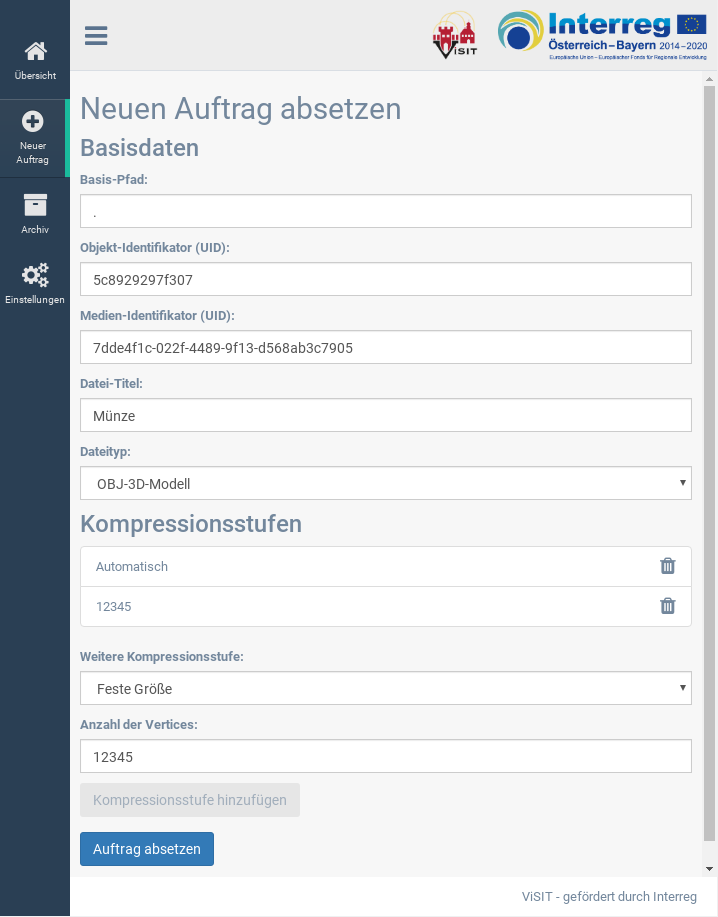 Übersicht
Neuer
Auftrag
Archiv
Einstellungen
ViSIT
Interreg
Österreich – Bayern 2014 – 2020
Europäische Union – Europäischer Fonds für Regionale Entwicklung
Neuen Auftrag absetzen
Basisdaten
Basis-Pfad:
.
Objekt-Identifikator (UID):
5c8929297f307
Medien-Identifikator (UID):
7dde4f1c-022f-4489-9f13-d568ab3c7905
Datei-Titel:
Münze
Dateityp:
OBJ-3D-Modell
Kompressionsstufen
Automatisch
12345
Weitere Kompressionsstufe:
Feste Größe
Anzahl der Vertices:
12345
Kompressionsstufe hinzufügen
Auftrag absetzen
ViSIT - gefördert durch Interreg